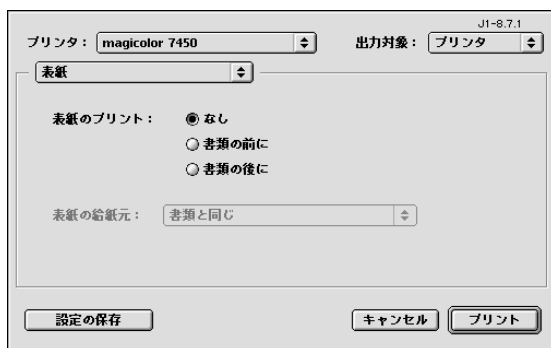 J1-8.7.1
プリンタ： magicolor 7450 出力対象： プリンタ
表紙
表紙のプリント： なし
書類の前に
書類の後に
表紙の給紙元： 書類と同じ
設定の保存 キャンセル プリント